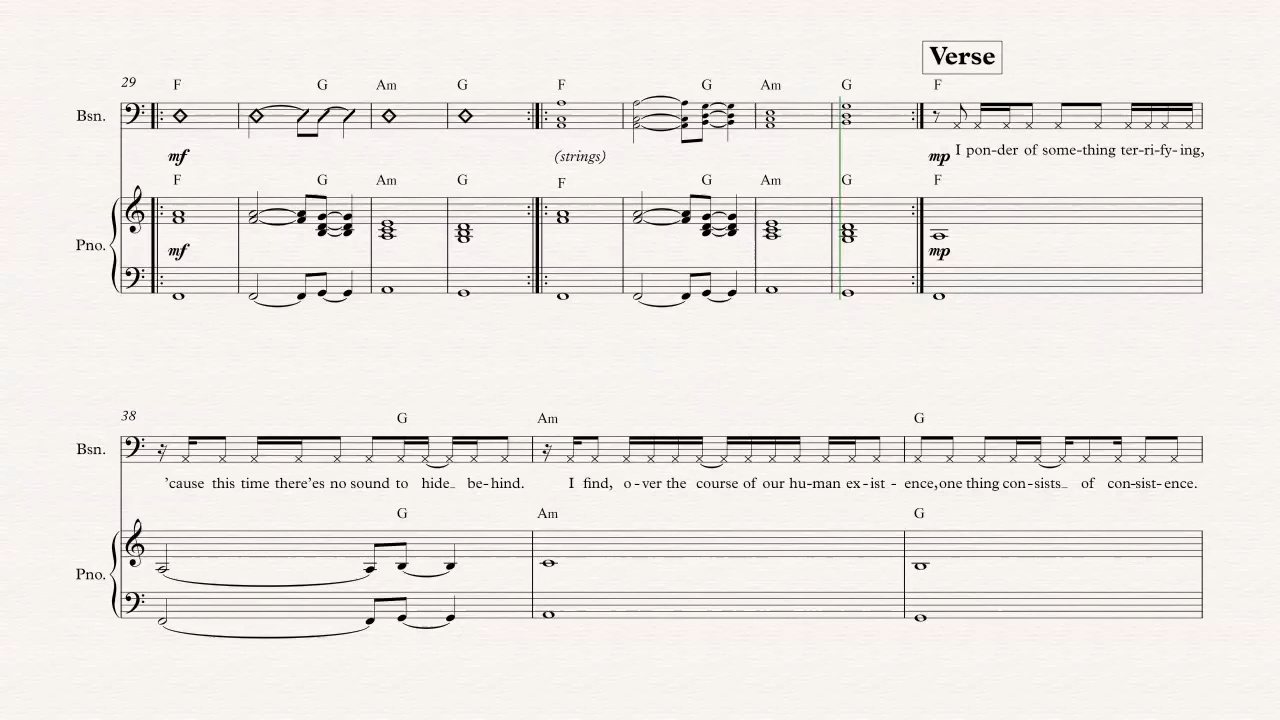 Verse
29 F G Am G F G Am G F
Bsn.
mf (strings) mp I pon-der of some-thing ter-ri-fy-ing,
F G Am G F G Am G F
Pno.
mf mp
38 G Am G
Bsn.
'cause this time there'es no sound to hide_ be-hind. I find, o-ver the course of our hu-man ex-ist-ence, one thing con-sists_ of con-sist-ence.
G Am G
Pno.